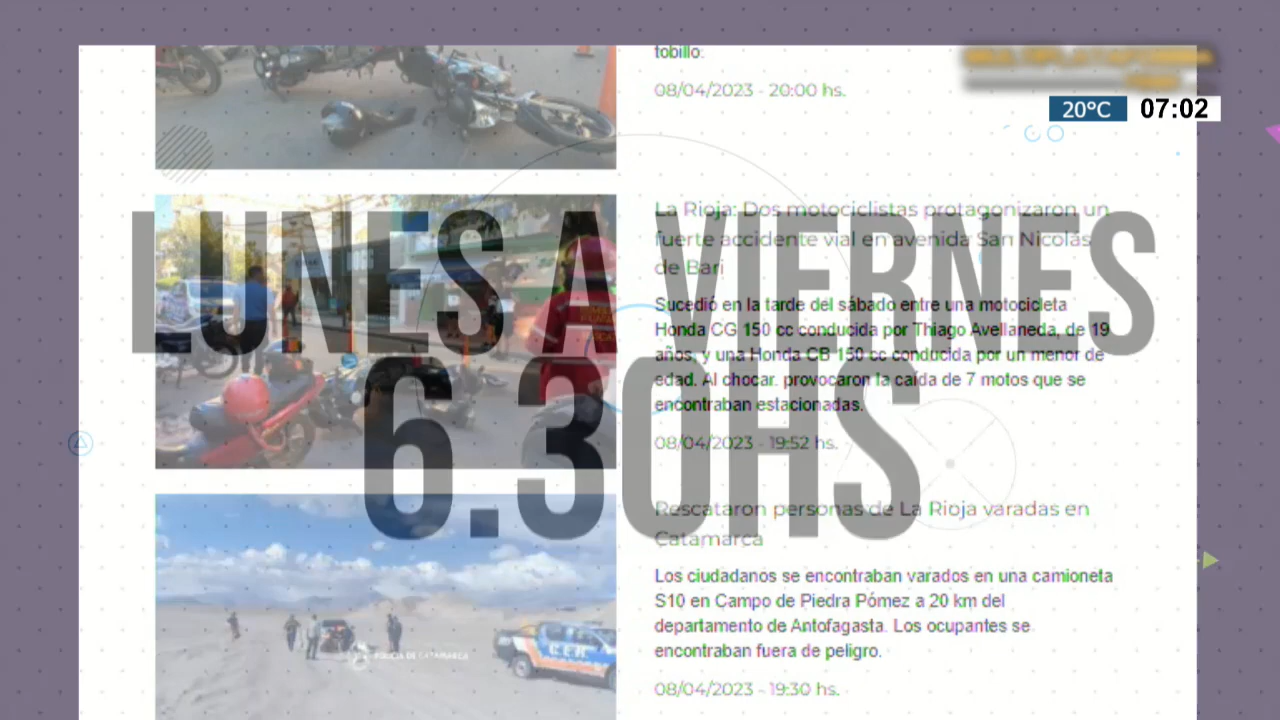 tobillo.
08/04/2023 - 20:00 hs.
20°C 07:02
La Rioja: Dos motociclistas protagonizaron un
fuerte accidente vial en avenida San Nicolás
de Bari
LUNES A VIERNES
Sucedió en la tarde del sábado entre una motocicleta
Honda CG 150 cc conducida por Thiago Avellaneda, de 19
años, y una Honda CB 150 cc conducida por un menor de
edad. Al chocar, provocaron la caída de 7 motos que se
encontraban estacionadas.
6.30HS
08/04/2023 - 19:52 hs.
Rescataron personas de La Rioja varadas en
Catamarca
Los ciudadanos se encontraban varados en una camioneta
S10 en Campo de Piedra Pómez a 20 km del
departamento de Antofagasta. Los ocupantes se
encontraban fuera de peligro.
POLICIA DE CATAMARCA
08/04/2023 - 19:30 hs.